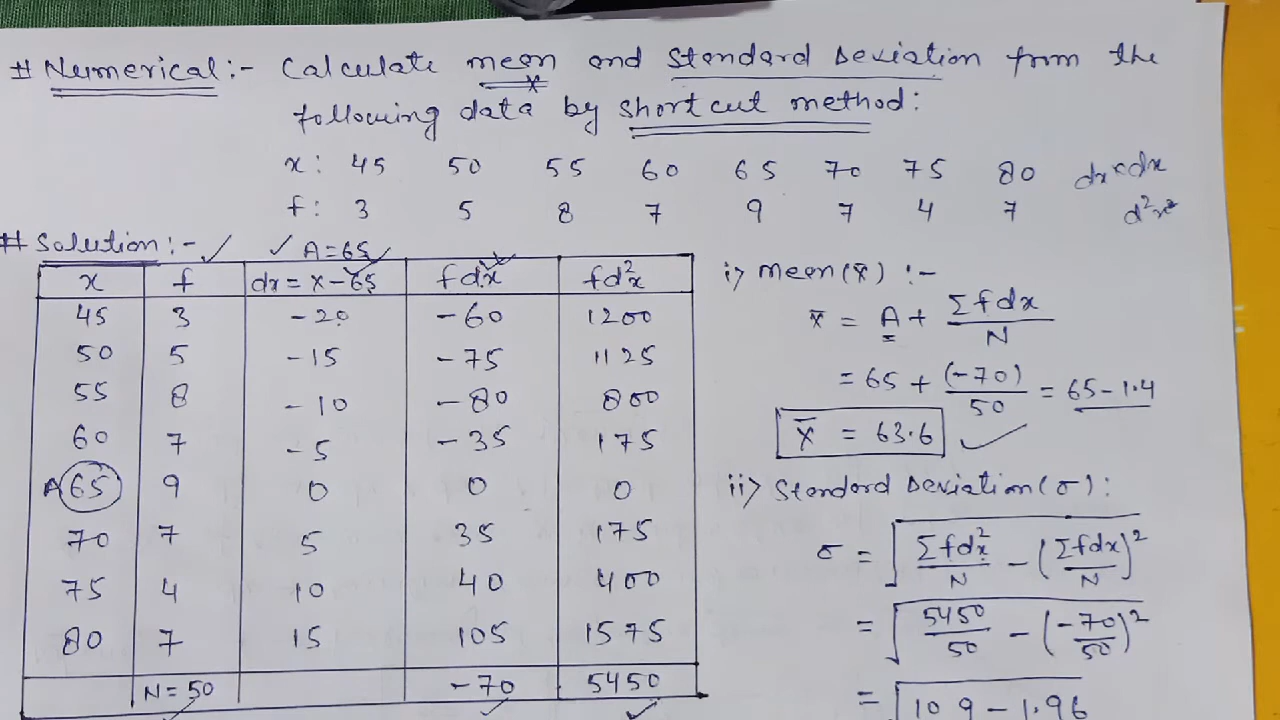 # Numerical :- Calculate mean and Standard Deviation from the
following data by short cut method :
x : 45 50 55 60 65 70 75 80 dx×dx
f : 3 5 8 7 9 7 4 7 d²x
# Solution :- ✓ ✓ A=65
x f dx = x-65 fdx fd²x
45 3 -20 -60 1200
50 5 -15 -75 1125
55 8 -10 -80 800
60 7 -5 -35 175
A 65 9 0 0 0
70 7 5 35 175
75 4 10 40 400
80 7 15 105 1575
N = 50 -70 5450
i) mean (x̄) :-
x̄ = A + Σfdx / N
= 65 + (-70) / 50 = 65 - 1.4
x̄ = 63.6 ✓
ii) Standard Deviation (σ) :
σ = √ Σfd²x / N - (Σfdx / N)²
= √ 5450 / 50 - (-70 / 50)²
= √ 109 - 1.96